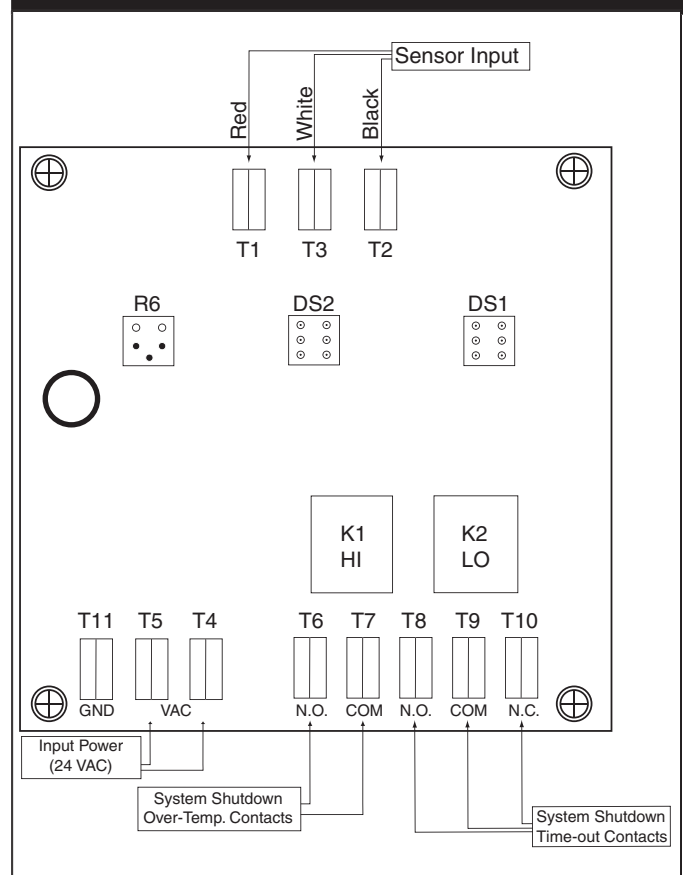 Sensor Input
Red
White
Black
T1 T3 T2
R6 DS2 DS1
K1
HI
K2
LO
T11 T5 T4 T6 T7 T8 T9 T10
GND VAC N.O. COM N.O. COM N.C.
Input Power
(24 VAC)
System Shutdown
Over-Temp. Contacts
System Shutdown
Time-out Contacts